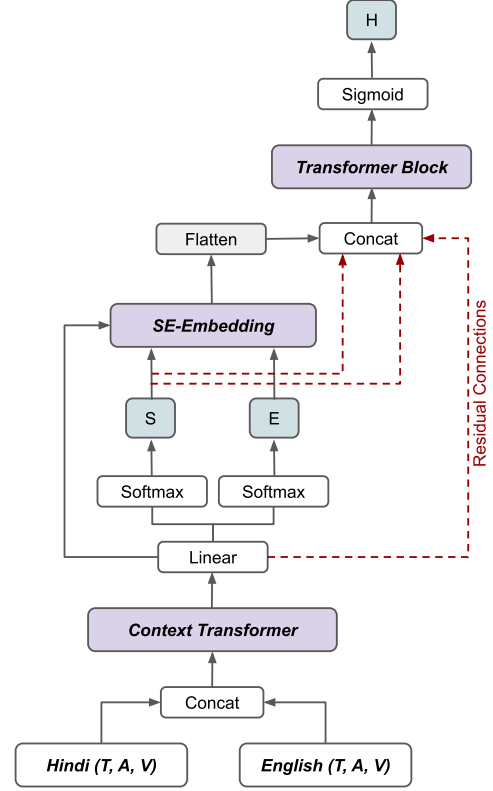 H
Sigmoid
Transformer Block
Flatten
Concat
SE-Embedding
Residual Connections
S
E
Softmax
Softmax
Linear
Context Transformer
Concat
Hindi (T, A, V)
English (T, A, V)